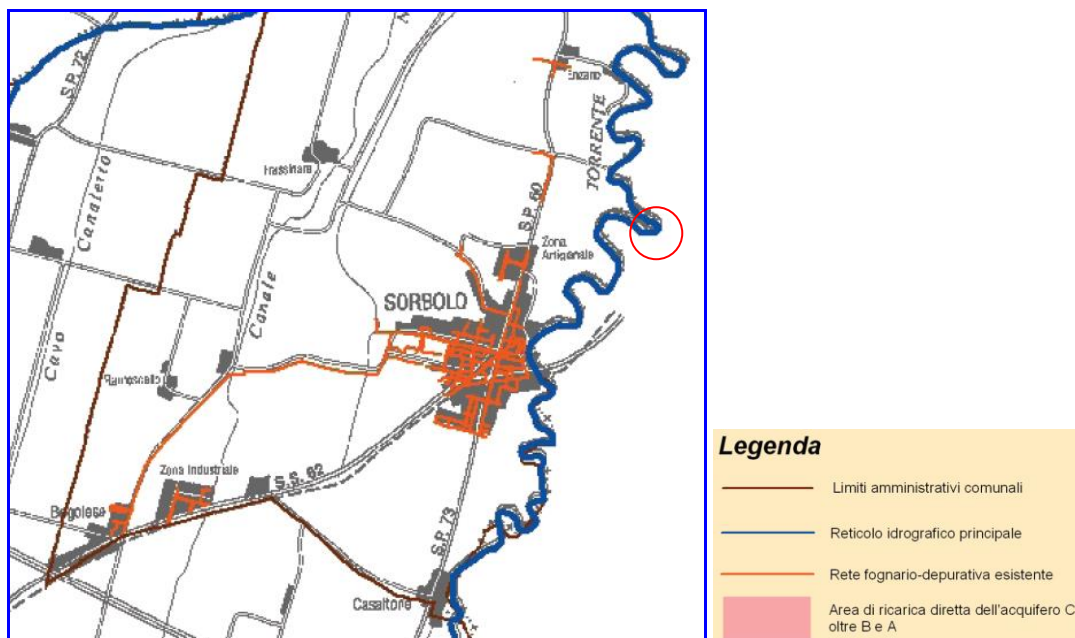 S.P. 72
Enzano
TORRENTE
Canaletto
Frassinara
S.P. 60
Zona
Artigianale
SORBOLO
Canale
Cavo
Ramoscello
Zona Industriale
S.S. 62
Bogolese
S.P. 73
Casaltone
Legenda
Limiti amministrativi comunali
Reticolo idrografico principale
Rete fognario-depurativa esistente
Area di ricarica diretta dell'acquifero C
oltre B e A